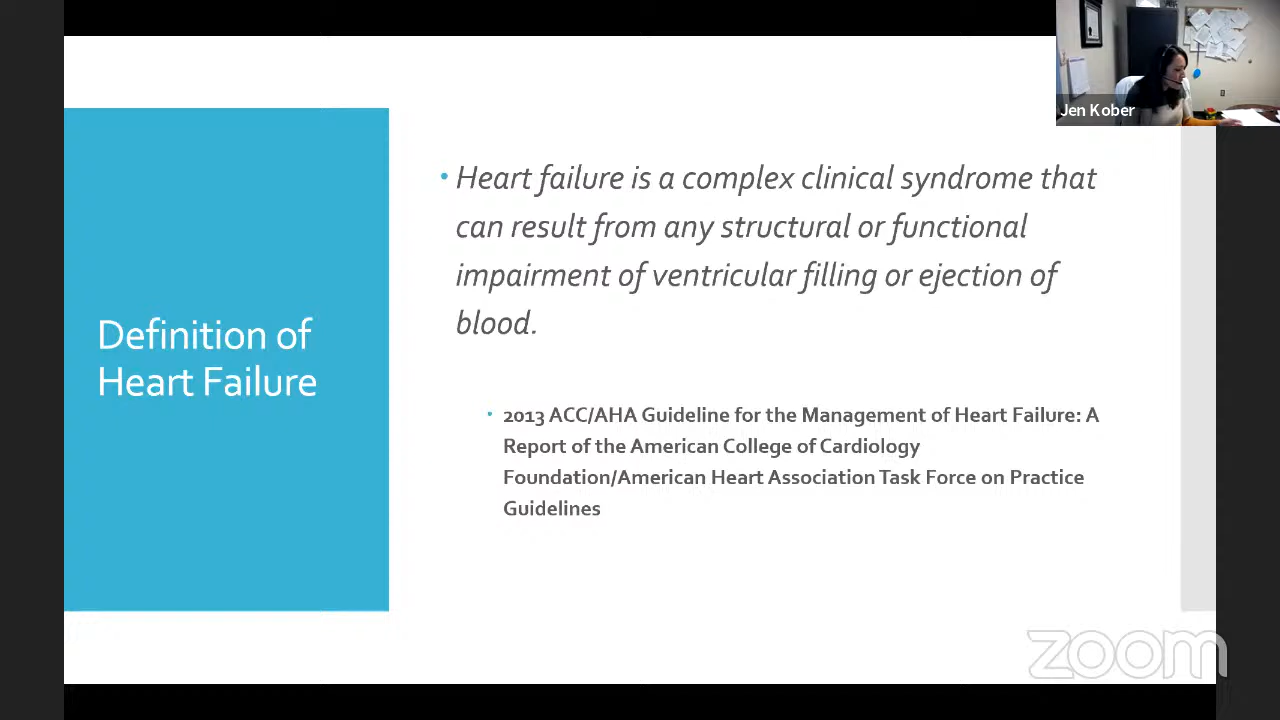 Jen Kober
Definition of
Heart Failure
• Heart failure is a complex clinical syndrome that
can result from any structural or functional
impairment of ventricular filling or ejection of
blood.
• 2013 ACC/AHA Guideline for the Management of Heart Failure: A
Report of the American College of Cardiology
Foundation/American Heart Association Task Force on Practice
Guidelines
zoom